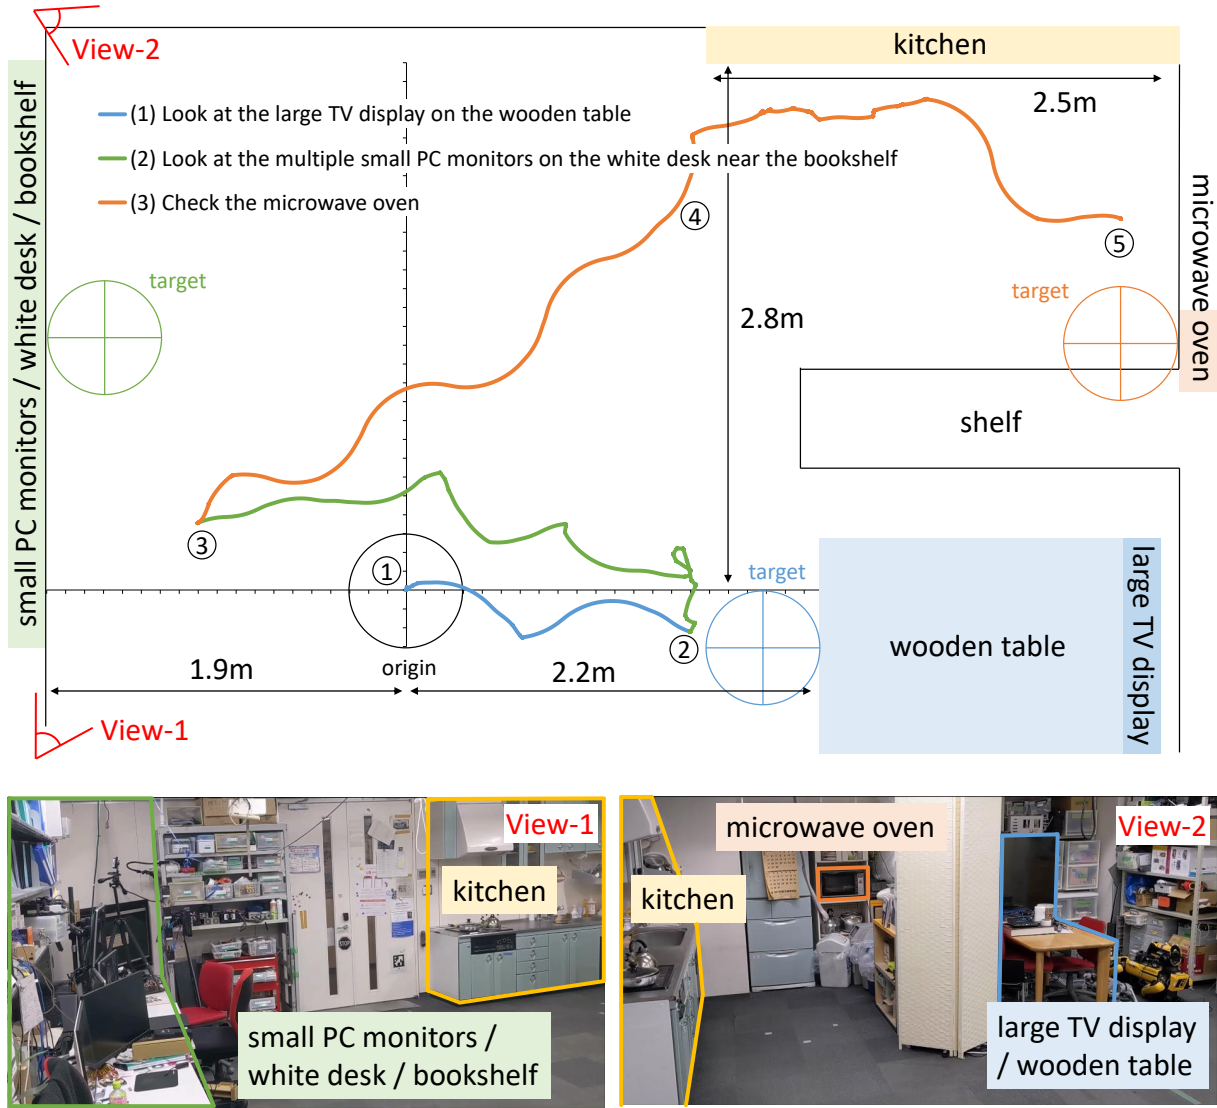 View-2
kitchen
2.5m
(1) Look at the large TV display on the wooden table
(2) Look at the multiple small PC monitors on the white desk near the bookshelf
(3) Check the microwave oven
small PC monitors / white desk / bookshelf
microwave oven
4
5
target
target
2.8m
shelf
3
1
target
2
origin
wooden table
large TV display
1.9m
2.2m
View-1
View-1
kitchen
small PC monitors /
white desk / bookshelf
STOP
microwave oven
View-2
kitchen
large TV display
/ wooden table